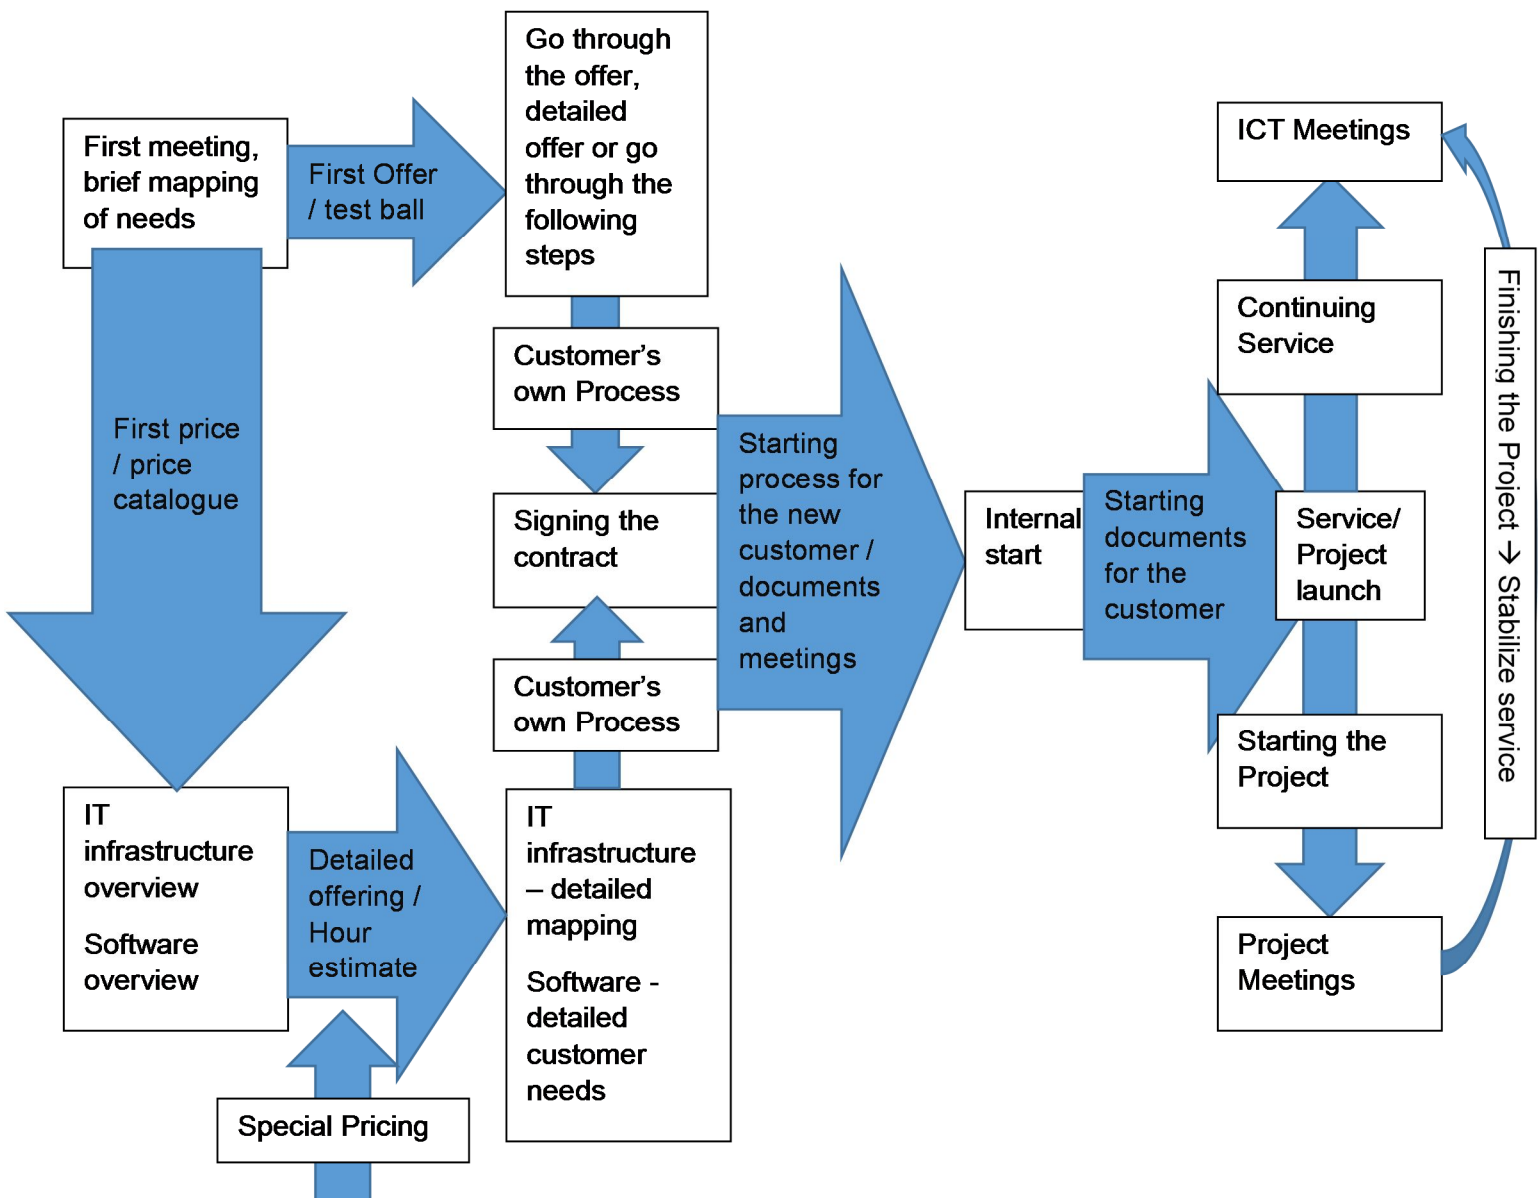 First meeting,
brief mapping
of needs
First Offer
/ test ball
Go through
the offer,
detailed
offer or go
through the
following
steps
Customer's
own Process
First price
/ price
catalogue
Signing the
contract
Customer's
own Process
IT
infrastructure
overview
Software
overview
Detailed
offering /
Hour
estimate
Special Pricing
IT
infrastructure
– detailed
mapping
Software -
detailed
customer
needs
Starting
process for
the new
customer /
documents
and
meetings
Internal
start
Starting
documents
for the
customer
Service/
Project
launch
Continuing
Service
ICT Meetings
Starting the
Project
Project
Meetings
Finishing the Project → Stabilize service